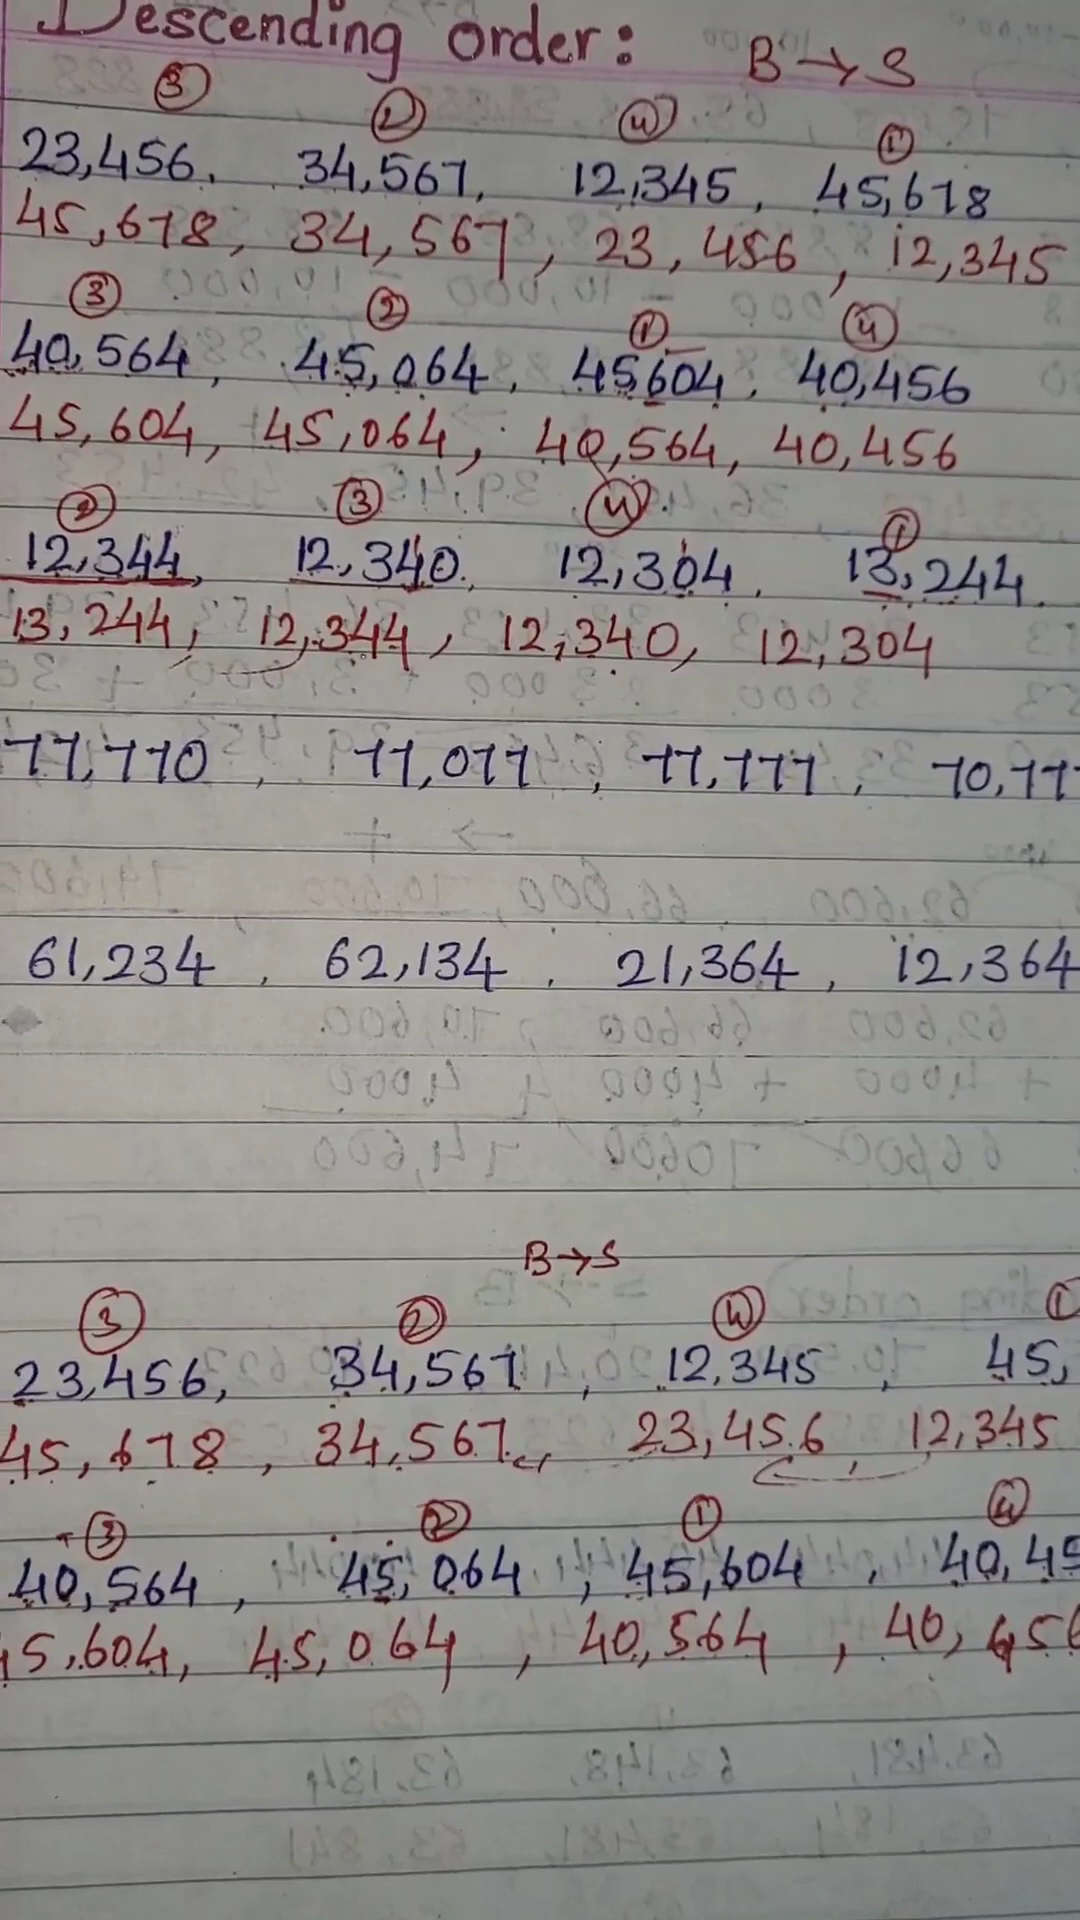 Descending order: B → S
③ ② ④ ①
23,456, 34,567, 12,345, 45,678
45,678, 34,567, 23,456, 12,345
③ ② ① ④
40,564, 45,064, 45604, 40,456
45,604, 45,064, 40,564, 40,456
② ③ ④ ①
12,344, 12,340, 12,304, 13,244
13,244, 12,344, 12,340, 12,304
77,770, 77,077, 77,777, 70,77
61,234, 62,134, 21,364, 12,364
B → S
③ ② ④ ①
23,456, 34,567, 12,345, 45,
45,678, 34,567, 23,456, 12,345
③ ② ① ④
40,564, 45,064, 45,604, 40,45
45,604, 45,064, 40,564, 40,456